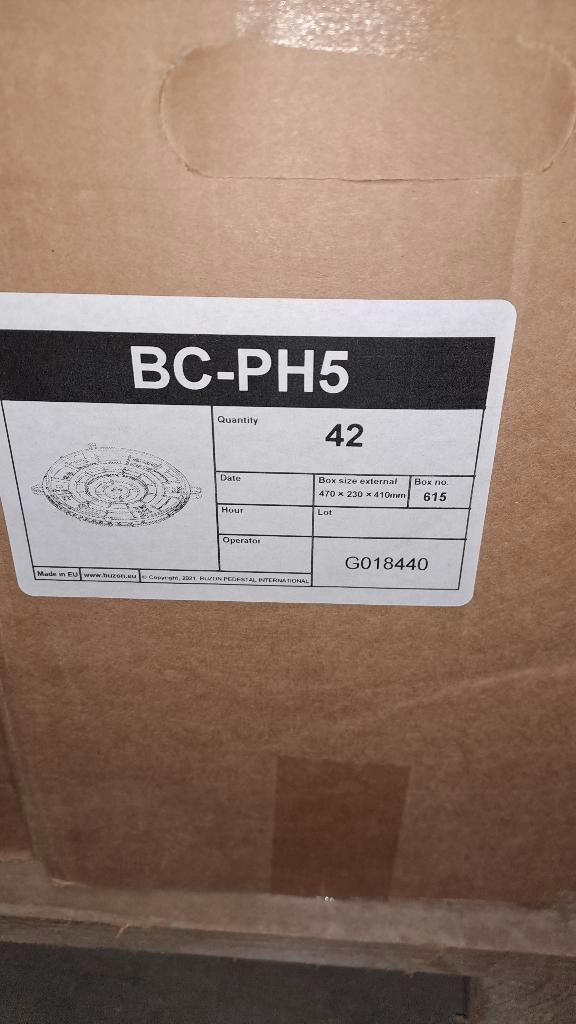 BC-PH5
Quantity
42
Date
Box size external
470 × 230 × 410mm
Box no.
615
Hour
Lot
Operator
G018440
Made in EU
www.buzon.eu
© Copyright, 2021, BUZON PEDESTAL INTERNATIONAL